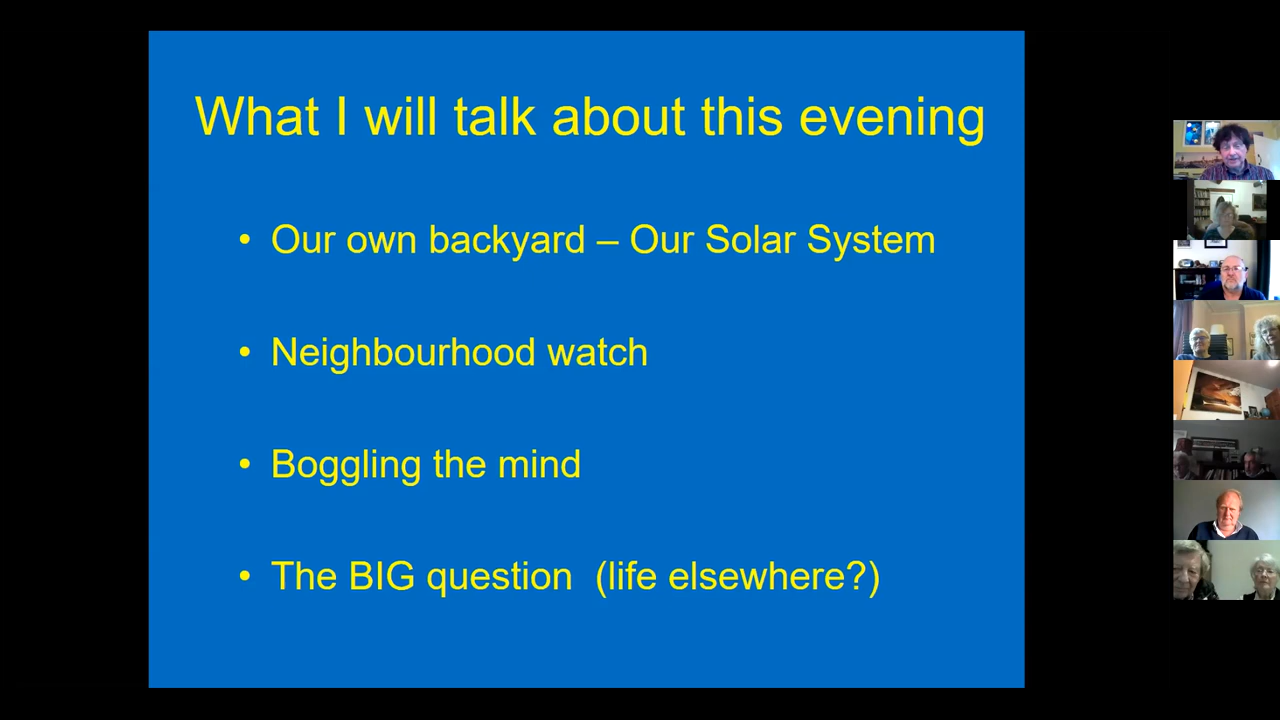 What I will talk about this evening
• Our own backyard – Our Solar System
• Neighbourhood watch
• Boggling the mind
• The BIG question  (life elsewhere?)